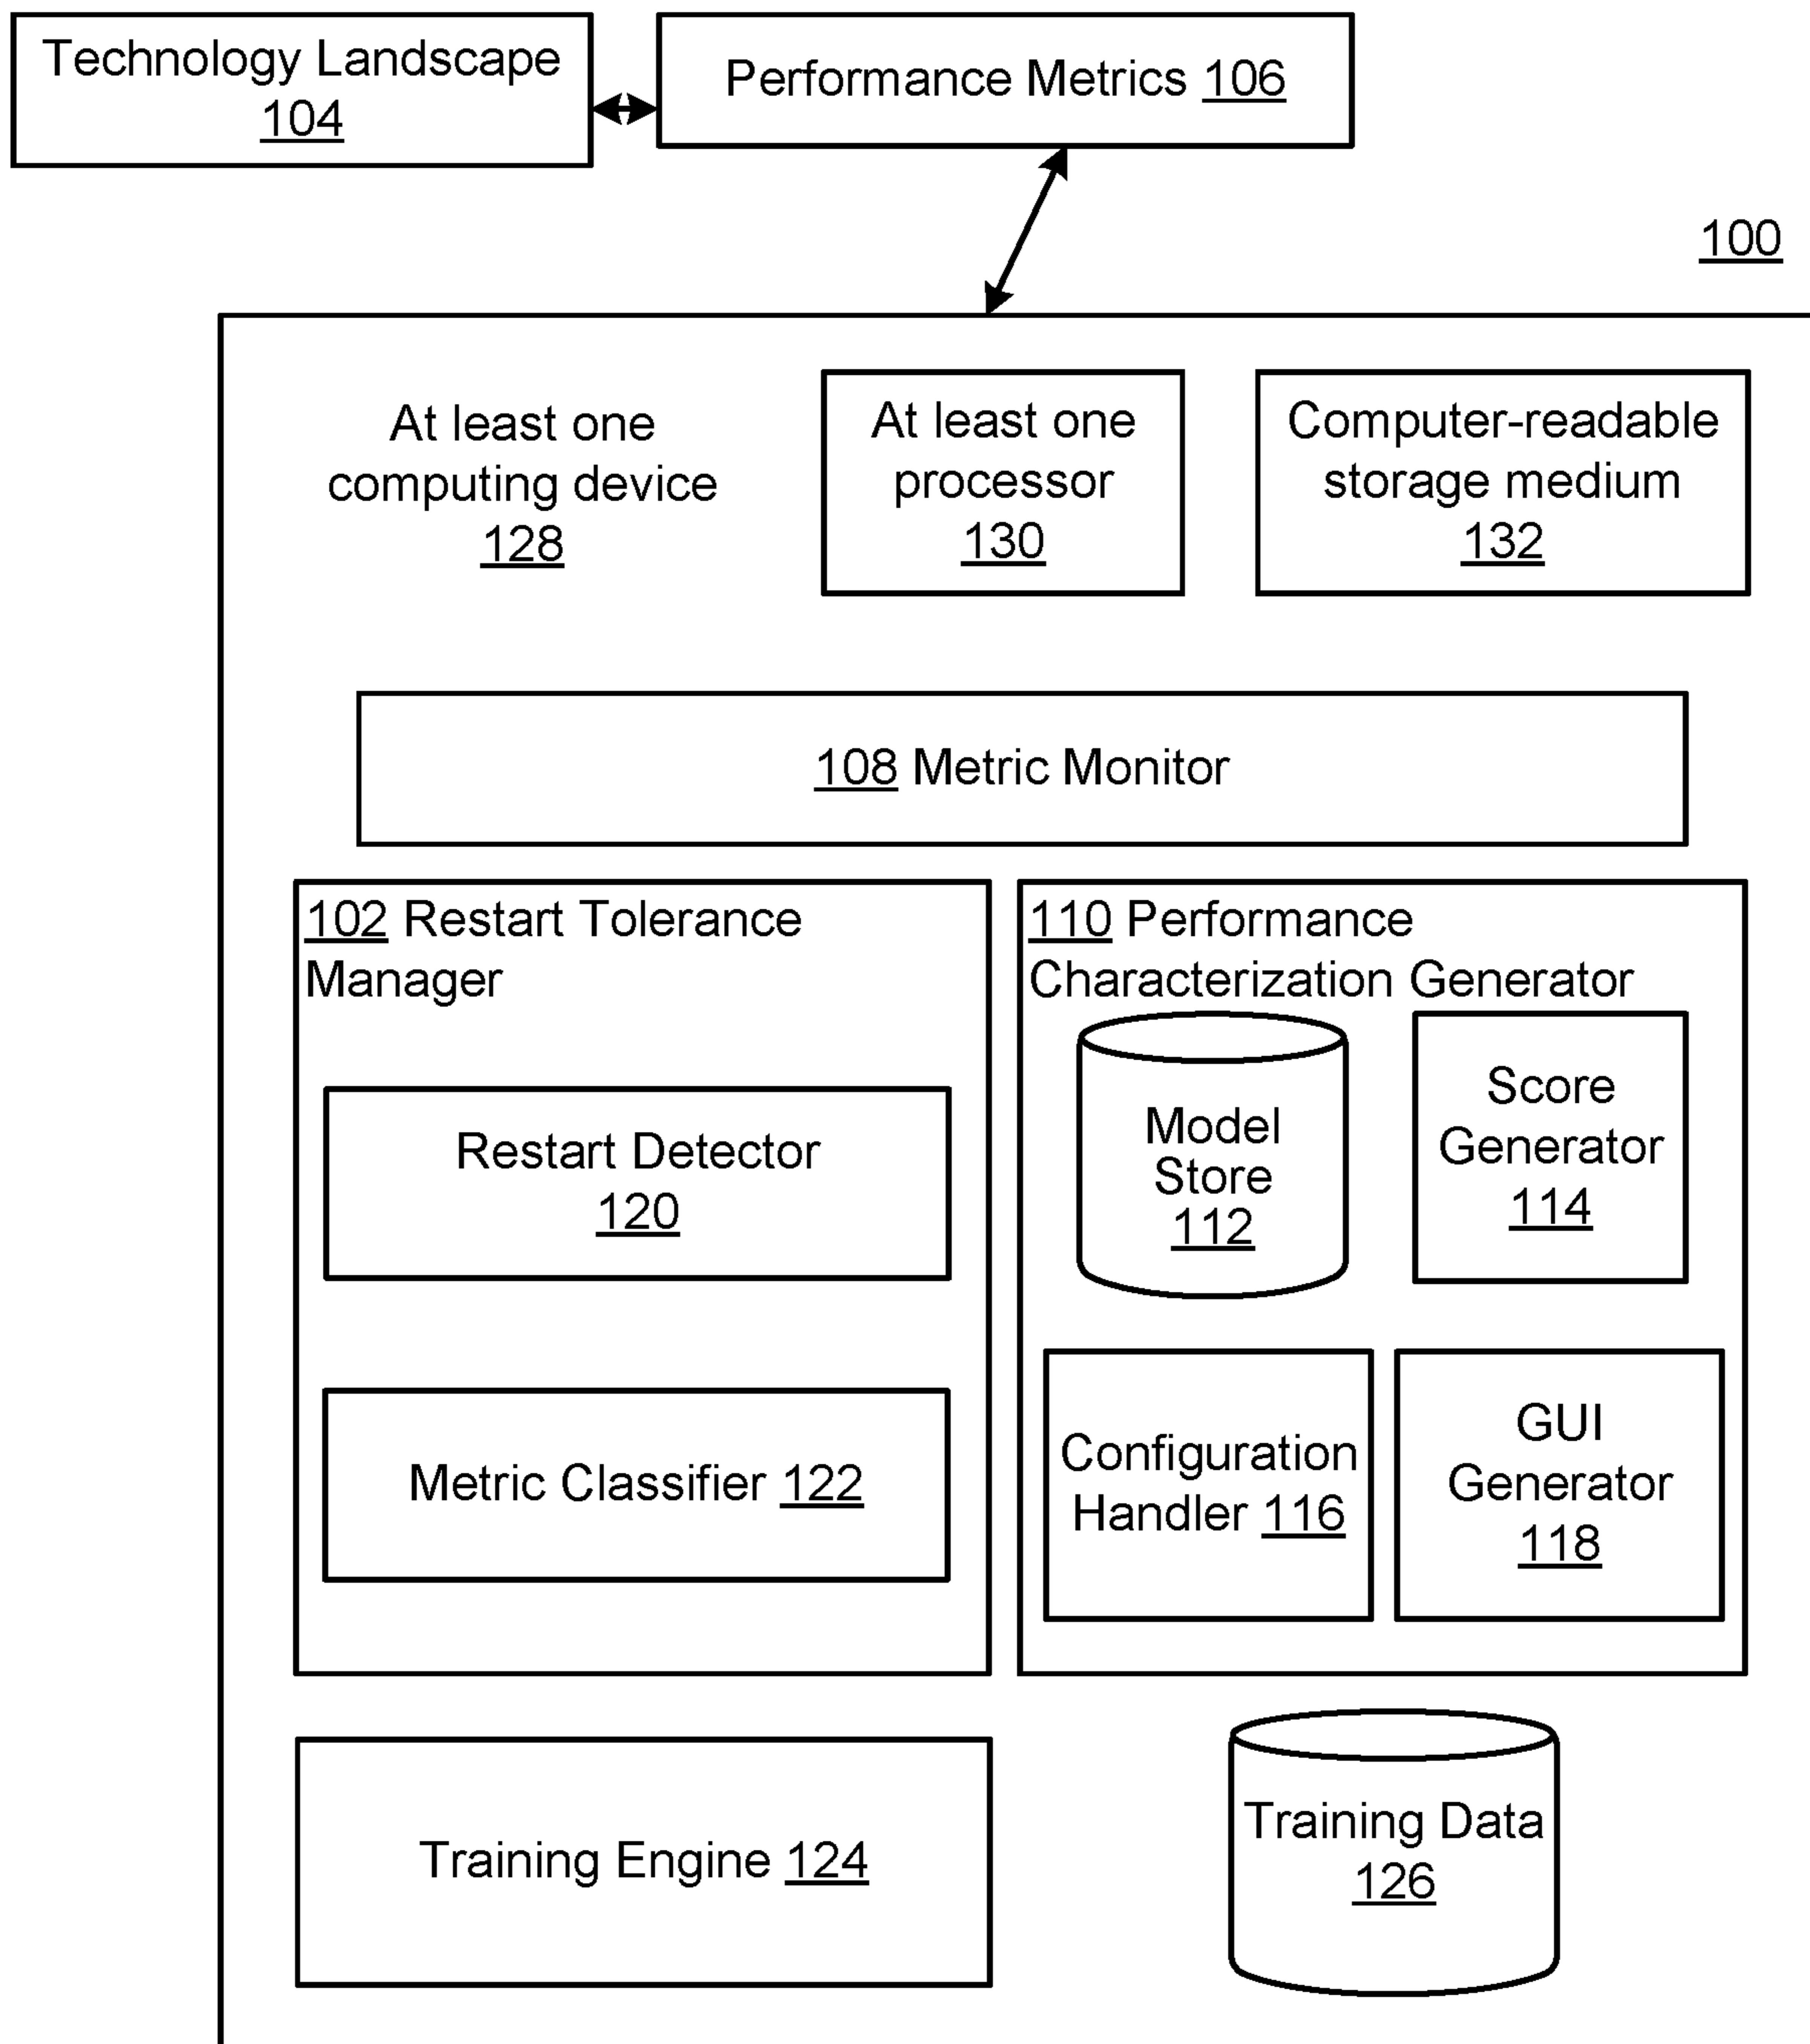 Technology Landscape
104
Performance Metrics 106
100
At least one
computing device
128
At least one
processor
130
Computer-readable
storage medium
132
108 Metric Monitor
102 Restart Tolerance
Manager
Restart Detector
120
Metric Classifier 122
110 Performance
Characterization Generator
Model
Store
112
Score
Generator
114
Configuration
Handler 116
GUI
Generator
118
Training Engine 124
Training Data
126